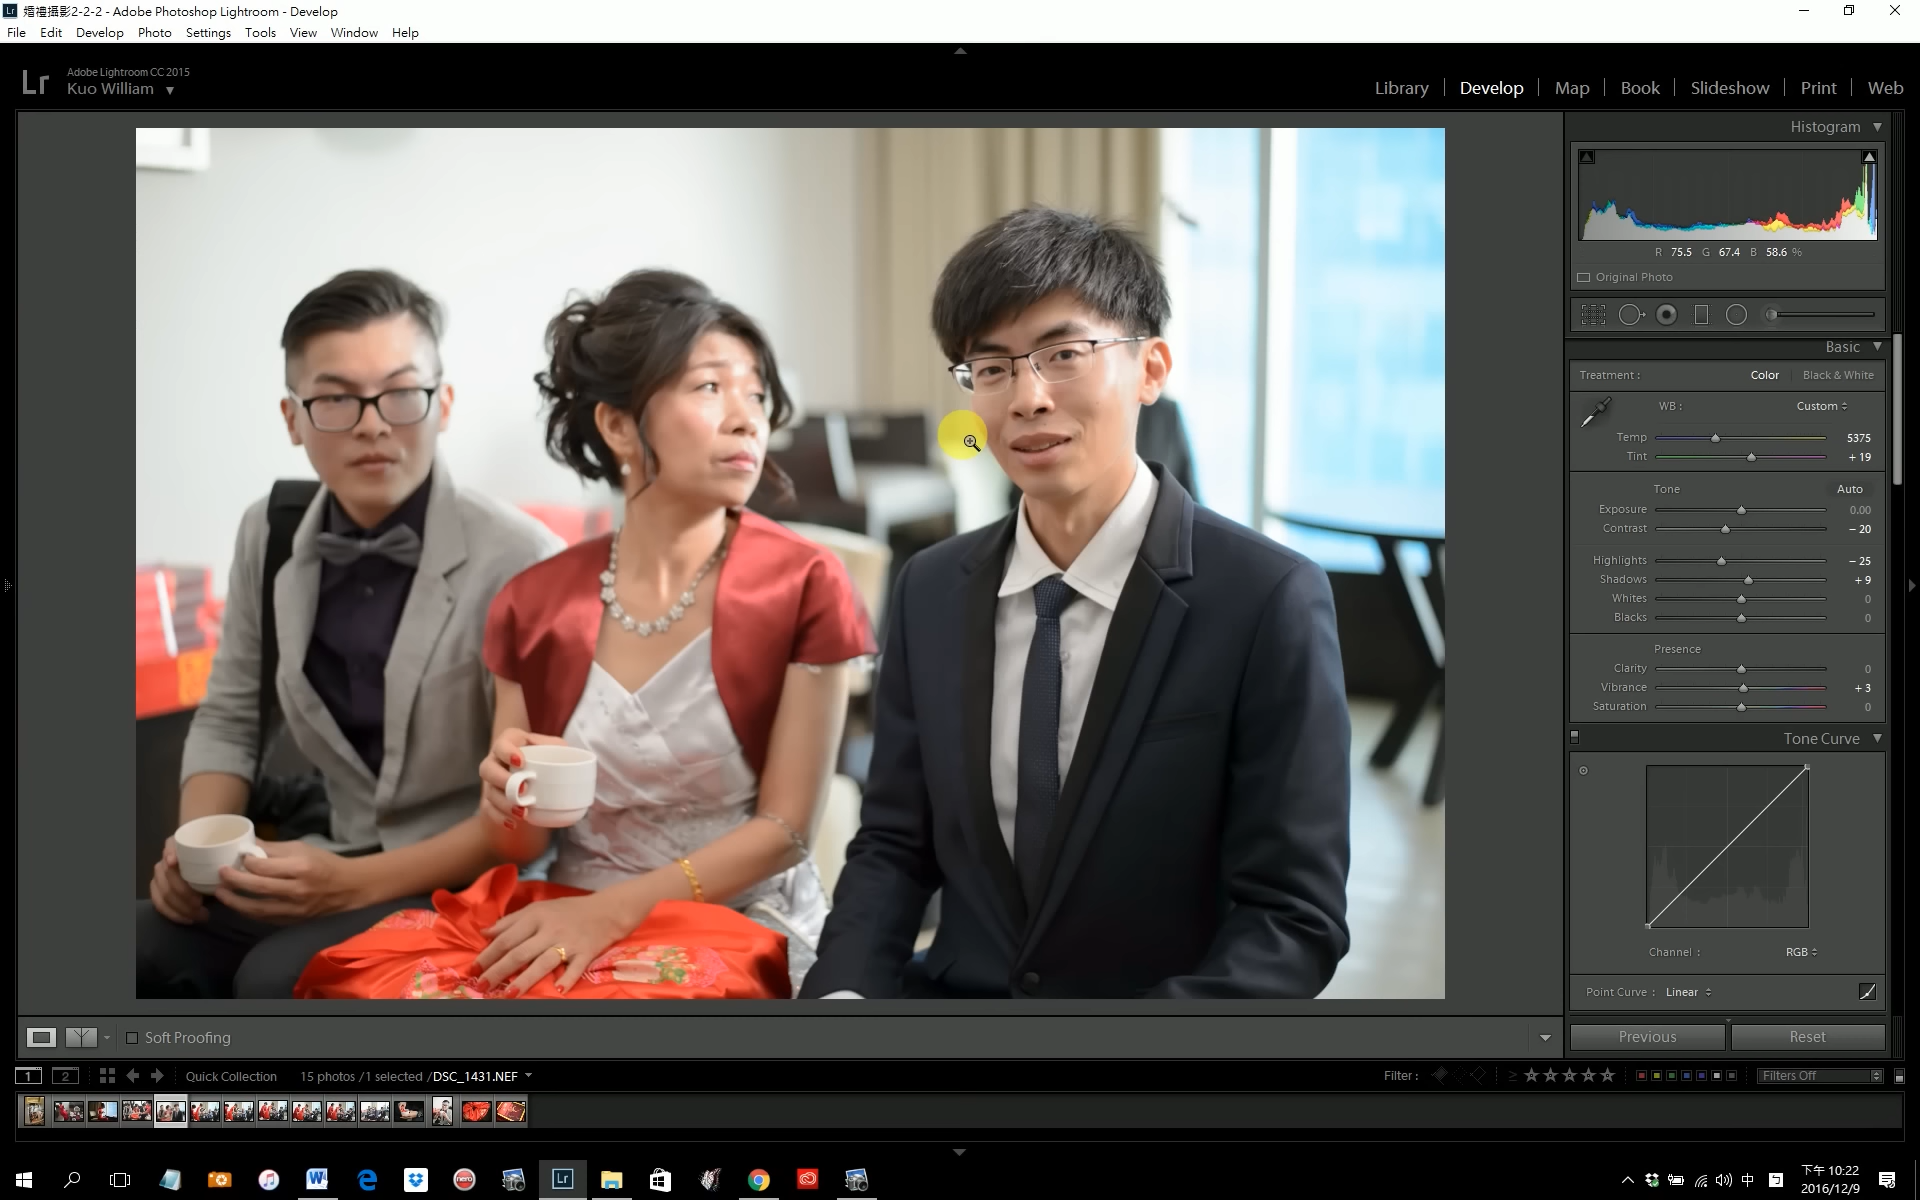 婚禮攝影2-2-2 - Adobe Photoshop Lightroom - Develop
File Edit Develop Photo Settings Tools View Window Help
Lr
Adobe Lightroom CC 2015
Kuo William
Library Develop Map Book Slideshow Print Web
Histogram
R 75.5 G 67.4 B 58.6 %
Original Photo
Basic
Treatment : Color Black & White
WB : Custom
Temp 5375
Tint + 19
Tone Auto
Exposure 0.00
Contrast – 20
Highlights – 25
Shadows + 9
Whites 0
Blacks 0
Presence
Clarity 0
Vibrance + 3
Saturation 0
Tone Curve
Channel : RGB
Point Curve : Linear
Soft Proofing
Previous Reset
1 2 Quick Collection 15 photos /1 selected /DSC_1431.NEF Filter : ≥ Filters Off
nero Lr 中
下午 10:22
2016/12/9